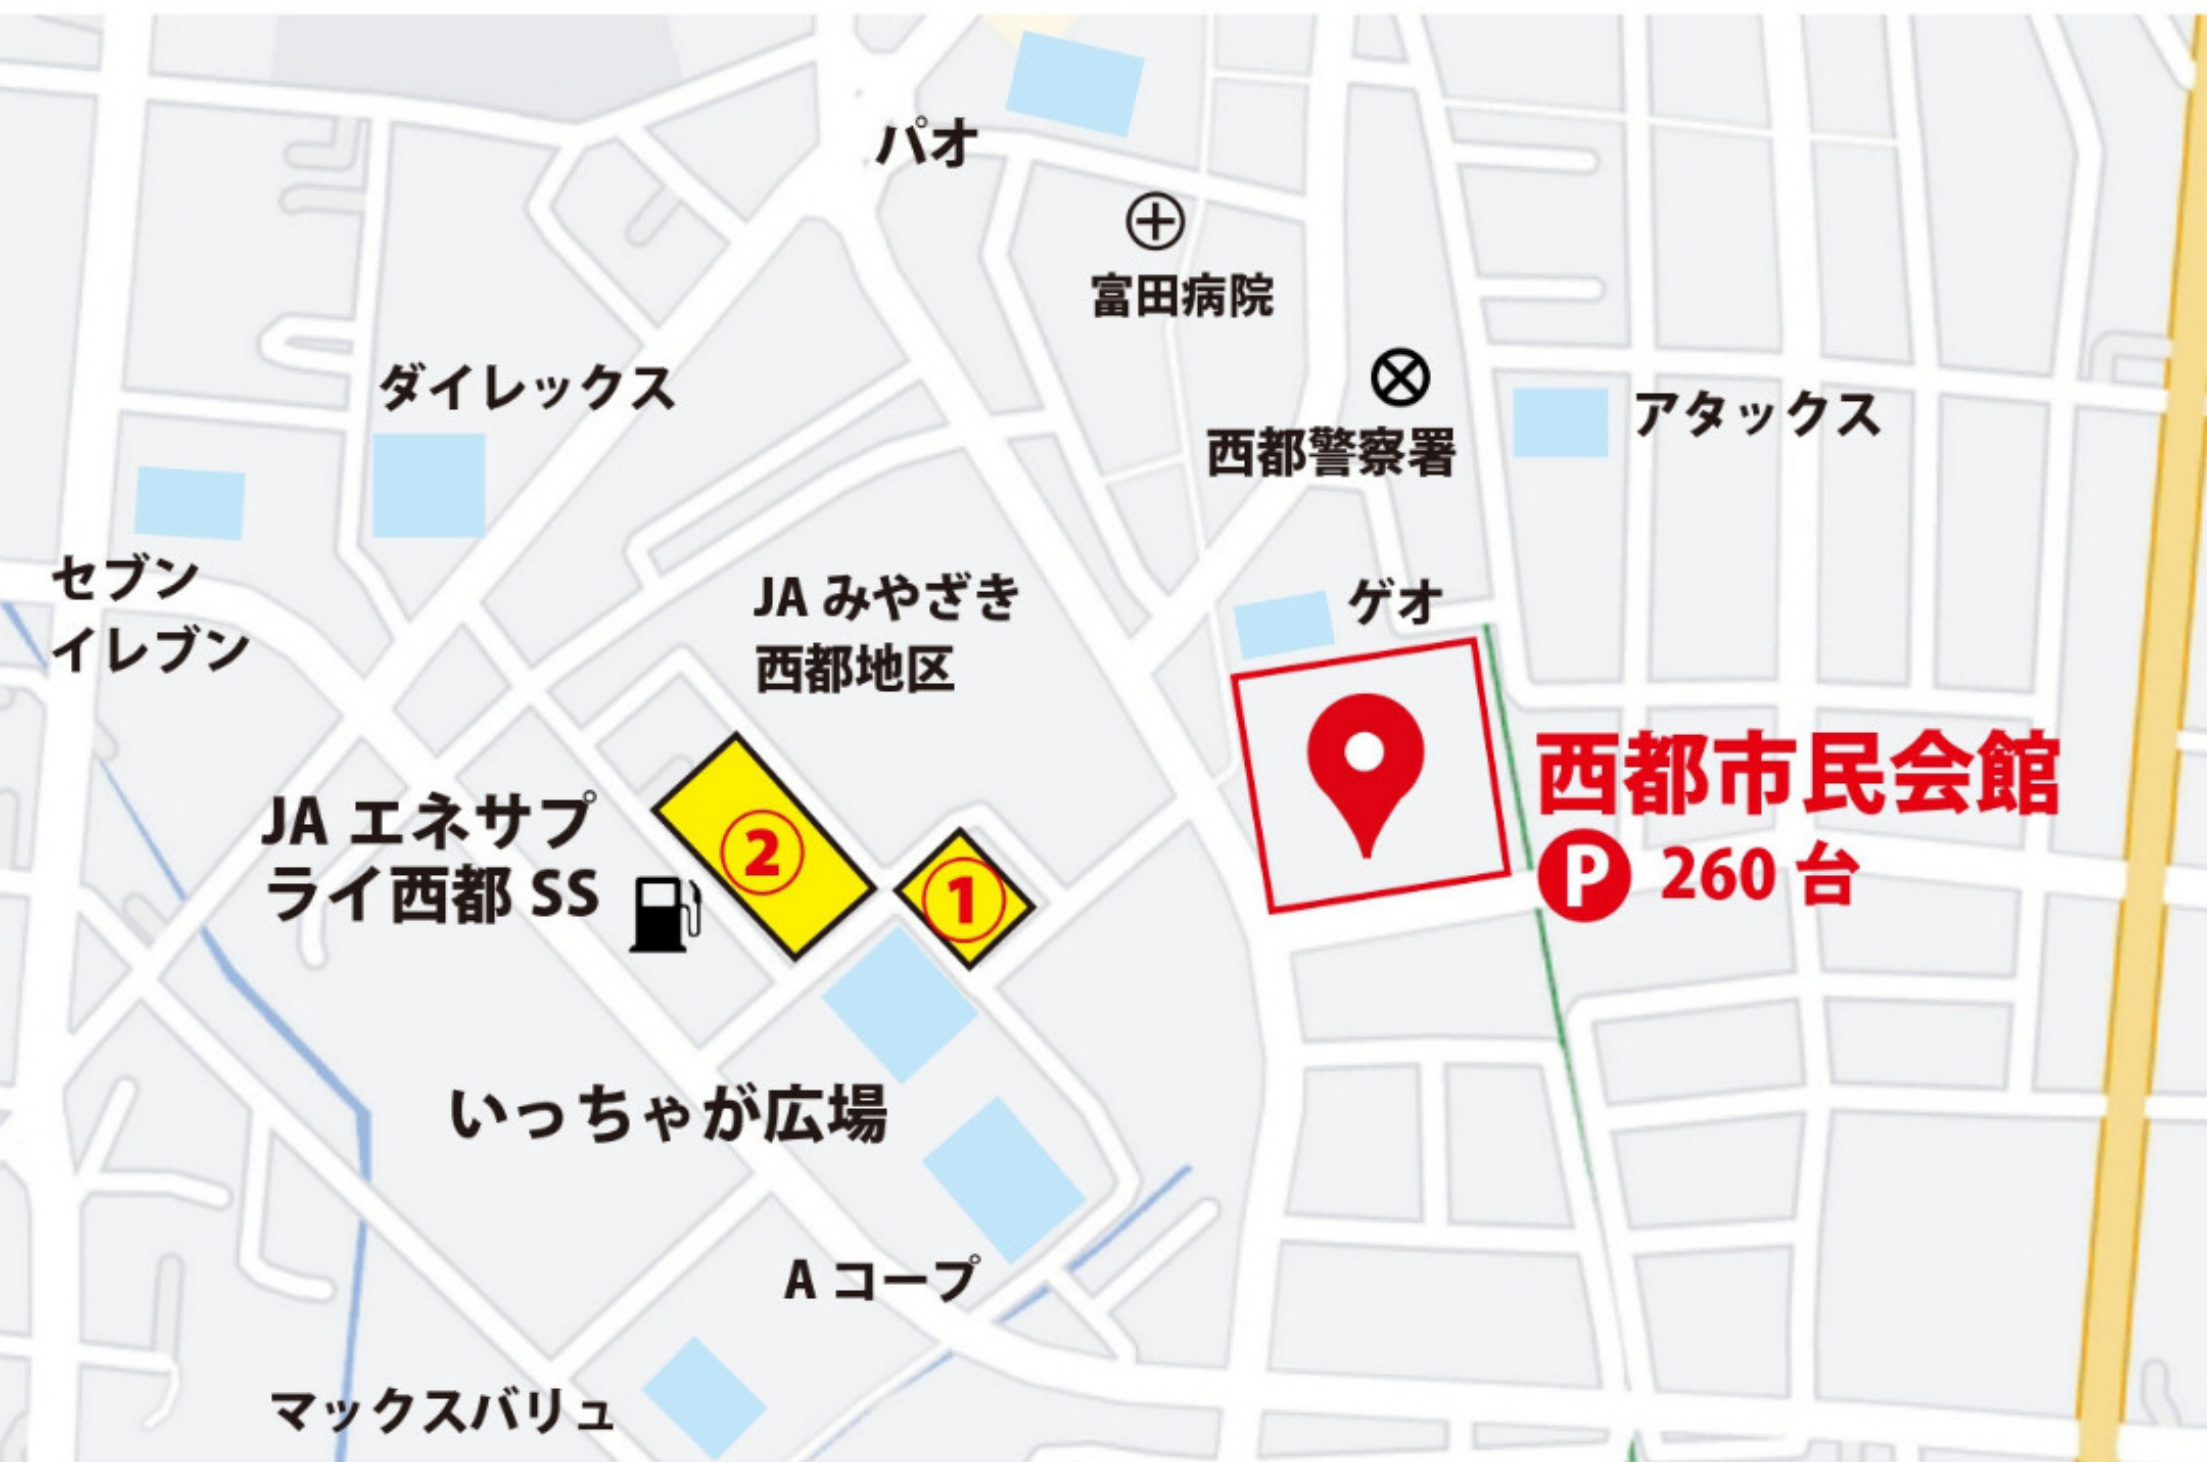 パオ
富田病院
ダイレックス
西都警察署
アタックス
セブン
イレブン
JA みやざき
西都地区
ゲオ
西都市民会館
P 260 台
JA エネサプ
ライ西都 SS
②
①
いっちゃが広場
A コープ
マックスバリュ